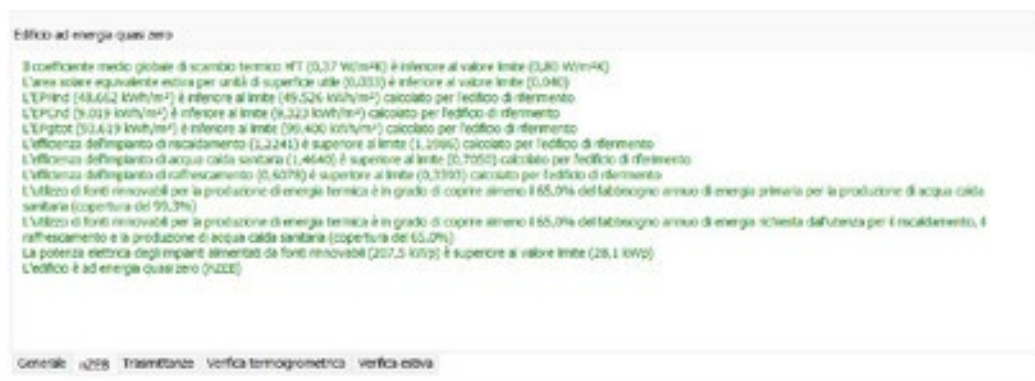 Edificio ad energia quasi zero
Il coefficiente medio globale di scambio termico H'T (0,37 W/m²K) è inferiore al valore limite (0,80 W/m²K)
L'area solare equivalente estiva per unità di superficie utile (0,033) è inferiore al valore limite (0,040)
L'EPHnd (48,662 kWh/m²) è inferiore al limite (49,526 kWh/m²) calcolato per l'edificio di riferimento
L'EPCnd (9,019 kWh/m²) è inferiore al limite (9,323 kWh/m²) calcolato per l'edificio di riferimento
L'EPgltot (93,619 kWh/m²) è inferiore al limite (99,400 kWh/m²) calcolato per l'edificio di riferimento
L'efficienza dell'impianto di riscaldamento (1,2241) è superiore al limite (1,1986) calcolato per l'edificio di riferimento
L'efficienza dell'impianto di acqua calda sanitaria (1,4640) è superiore al limite (0,7050) calcolato per l'edificio di riferimento
L'efficienza dell'impianto di raffrescamento (0,6078) è superiore al limite (0,3393) calcolato per l'edificio di riferimento
L'utilizzo di fonti rinnovabili per la produzione di energia termica è in grado di coprire almeno il 65,0% del fabbisogno annuo di energia primaria per la produzione di acqua calda
sanitaria (copertura del 99,3%)
L'utilizzo di fonti rinnovabili per la produzione di energia termica è in grado di coprire almeno il 65,0% del fabbisogno annuo di energia richiesta dall'utenza per il riscaldamento, il
raffrescamento e la produzione di acqua calda sanitaria (copertura del 65,0%)
La potenza elettrica degli impianti alimentati da fonti rinnovabili (207,5 kWp) è superiore al valore limite (28,1 kWp)
L'edificio è ad energia quasi zero (nZEB)
Generale nZEB Trasmittanze Verifica termoigrometrica Verifica estiva